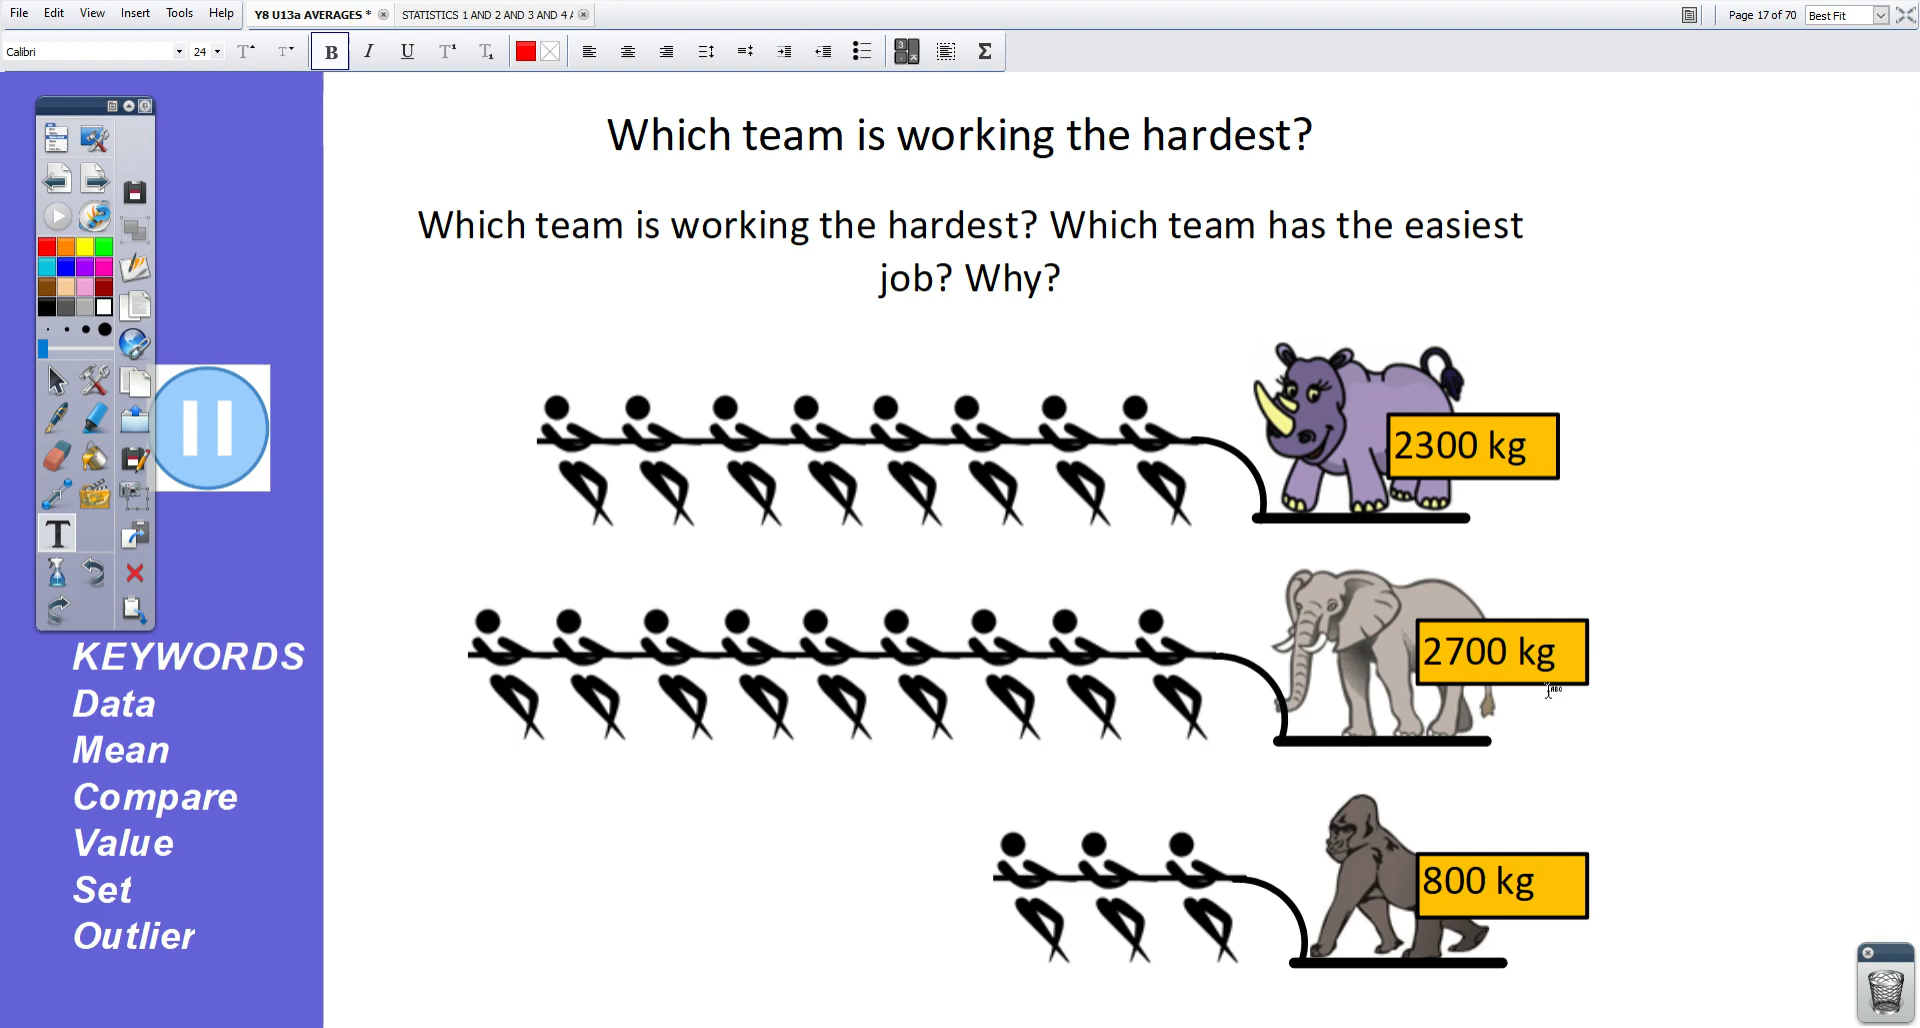 File Edit View Insert Tools Help
Y8 U13a AVERAGES *
STATISTICS 1 AND 2 AND 3 AND 4 /
Page 17 of 70
Best Fit
Calibri
24
Which team is working the hardest?
Which team is working the hardest? Which team has the easiest
job? Why?
2300 kg
2700 kg
800 kg
KEYWORDS
Data
Mean
Compare
Value
Set
Outlier